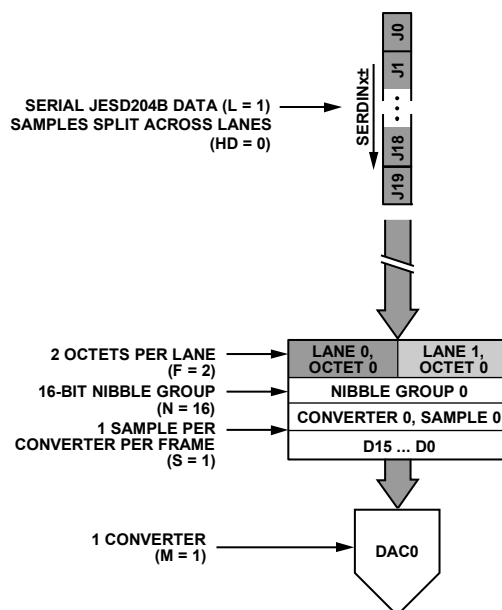 J0
J1
SERIAL JESD204B DATA (L = 1)
SAMPLES SPLIT ACROSS LANES
(HD = 0)
SERDINx±
J18
J19
2 OCTETS PER LANE
(F = 2)
LANE 0,
OCTET 0
LANE 1,
OCTET 0
16-BIT NIBBLE GROUP
(N = 16)
NIBBLE GROUP 0
1 SAMPLE PER
CONVERTER PER FRAME
(S = 1)
CONVERTER 0, SAMPLE 0
D15 ... D0
1 CONVERTER
(M = 1)
DAC0